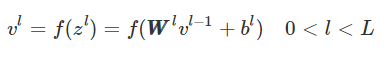 v^l = f(z^l) = f(W^l v^{l-1} + b^l)   0 < l < L